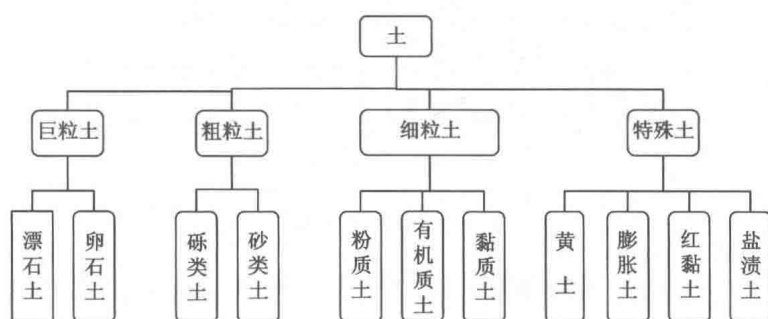 土
巨粒土
粗粒土
细粒土
特殊土
漂石土
卵石土
砾类土
砂类土
粉质土
有机质土
黏质土
黄土
膨胀土
红黏土
盐渍土